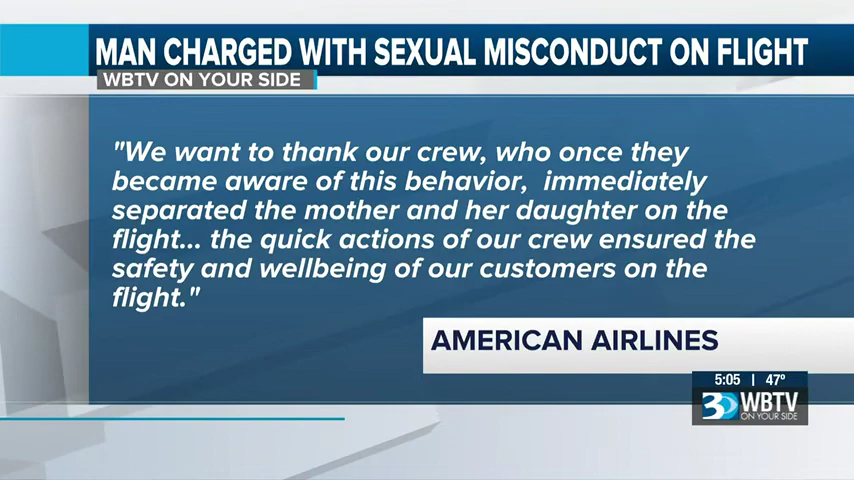 MAN CHARGED WITH SEXUAL MISCONDUCT ON FLIGHT
WBTV ON YOUR SIDE
"We want to thank our crew, who once they
became aware of this behavior,  immediately
separated the mother and her daughter on the
flight... the quick actions of our crew ensured the
safety and wellbeing of our customers on the
flight."
AMERICAN AIRLINES
5:05 | 47º
3 WBTV
ON YOUR SIDE